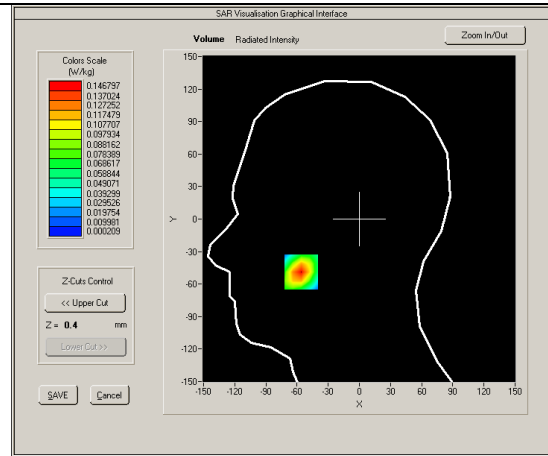 SAR Visualisation Graphical Interface
Volume Radiated Intensity
Zoom In/Out
Colors Scale
(W/kg)
0.146797
0.137024
0.127252
0.117479
0.107707
0.097934
0.088162
0.078389
0.068617
0.058844
0.049071
0.039299
0.029526
0.019754
0.009981
0.000209
Z-Cuts Control
<< Upper Cut
Z = 0.4 mm
Lower Cut >>
SAVE Cancel
150
120
90
60
30
0
-30
-60
-90
-120
-150
Y
-150 -120 -90 -60 -30 0 30 60 90 120 150
X